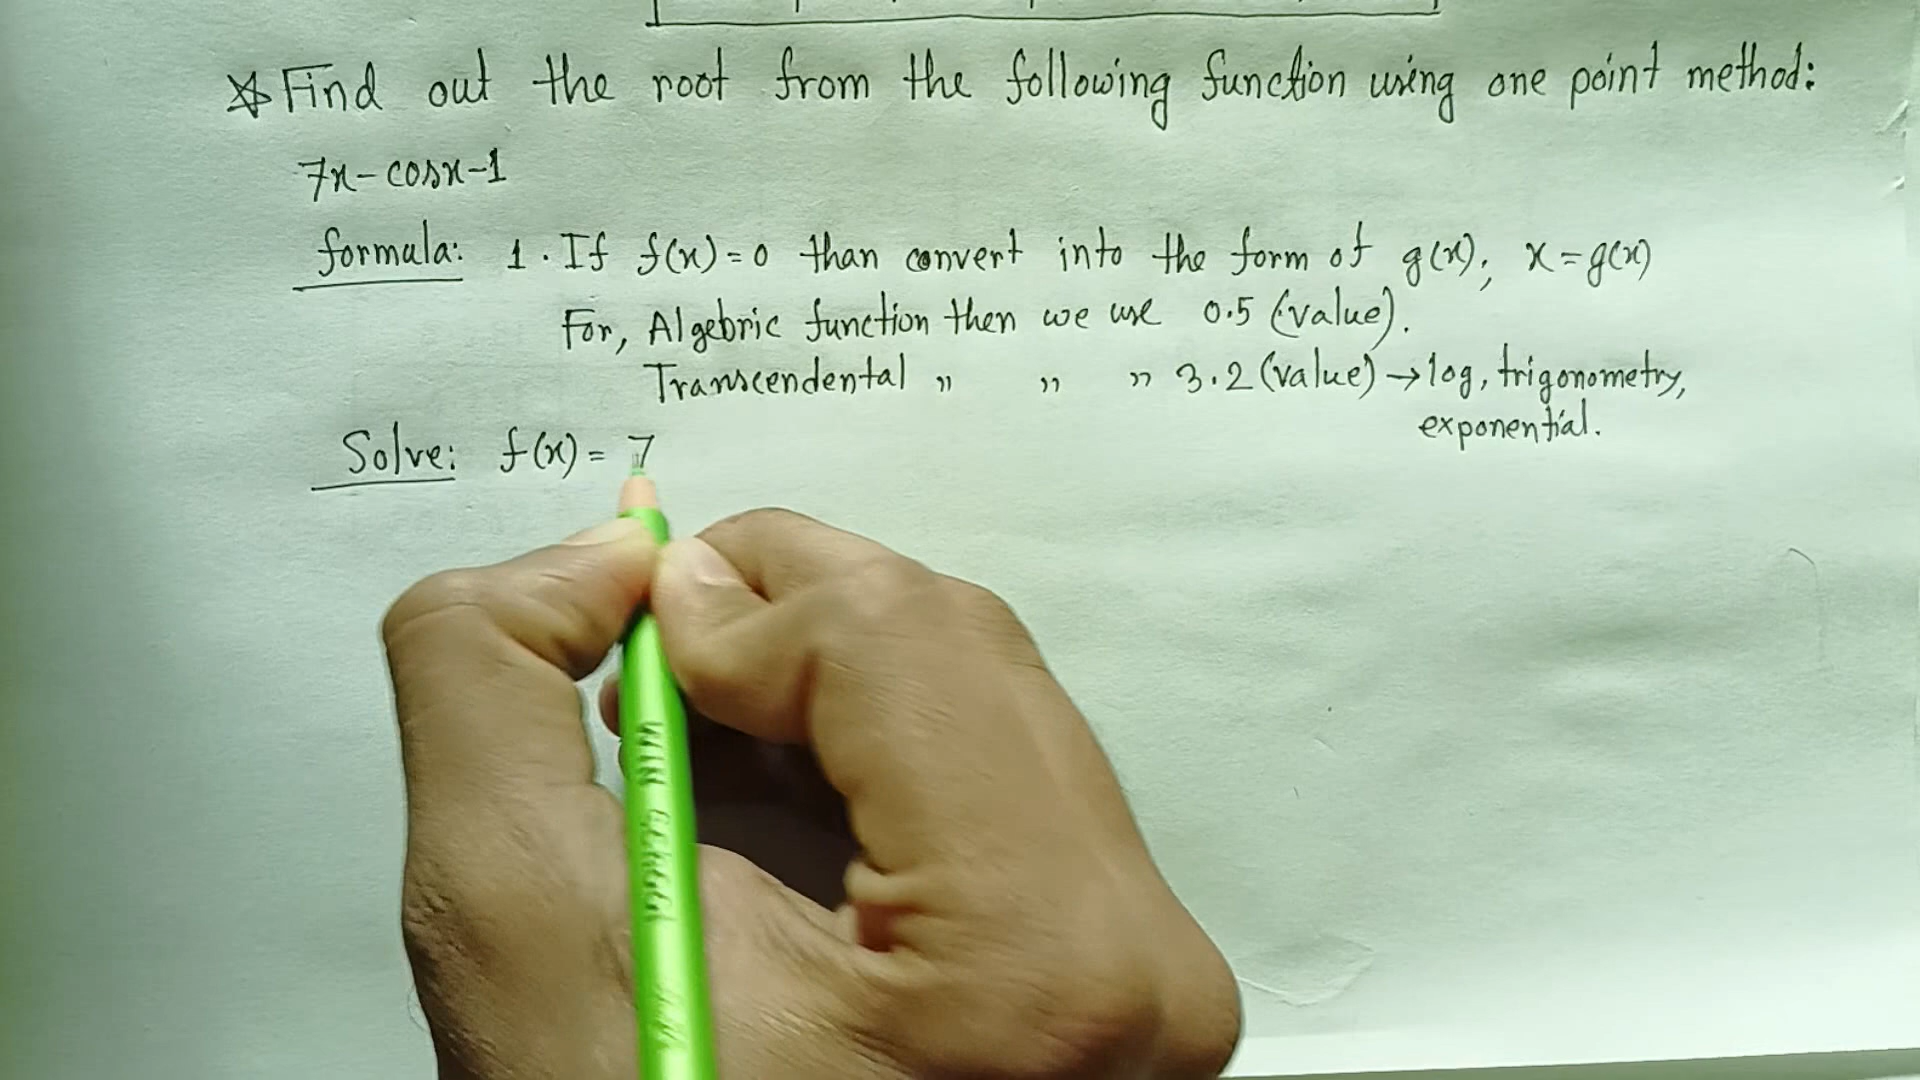 Find out the root from the following function using one point method:
7x-cosx-1
formula: 1. If f(x)=0 than convert into the form of g(x); x=g(x)
For, Algebric function then we use 0.5 (value).
Transcendental " " " 3.2 (value) → log, trigonometry,
exponential.
Solve: f(x) = 7
WIN